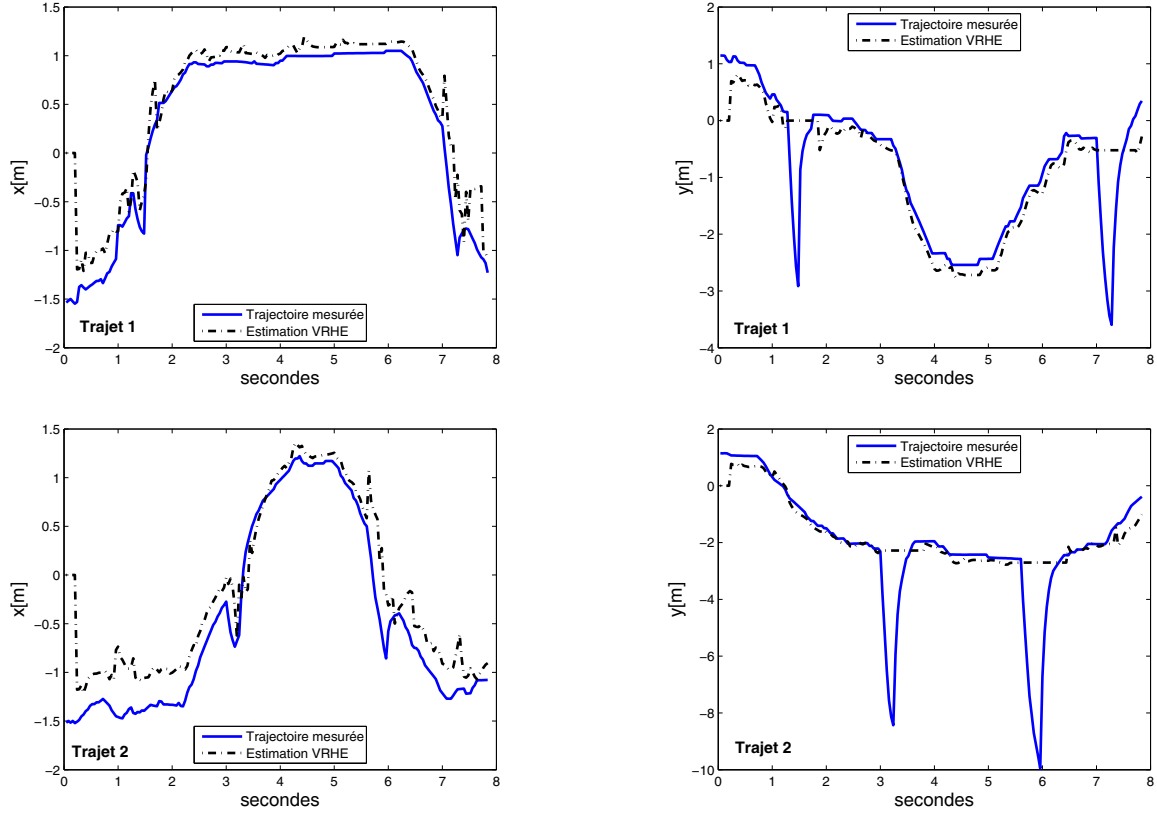 1.5
1
0.5
0
−0.5
−1
−1.5
−2
x[m]
0 1 2 3 4 5 6 7 8
secondes
Trajectoire mesurée
Estimation VRHE
Trajet 1
2
1
0
−1
−2
−3
−4
y[m]
0 1 2 3 4 5 6 7 8
secondes
Trajectoire mesurée
Estimation VRHE
Trajet 1
1.5
1
0.5
0
−0.5
−1
−1.5
−2
x[m]
0 1 2 3 4 5 6 7 8
secondes
Trajectoire mesurée
Estimation VRHE
Trajet 2
2
0
−2
−4
−6
−8
−10
y[m]
0 1 2 3 4 5 6 7 8
secondes
Trajectoire mesurée
Estimation VRHE
Trajet 2